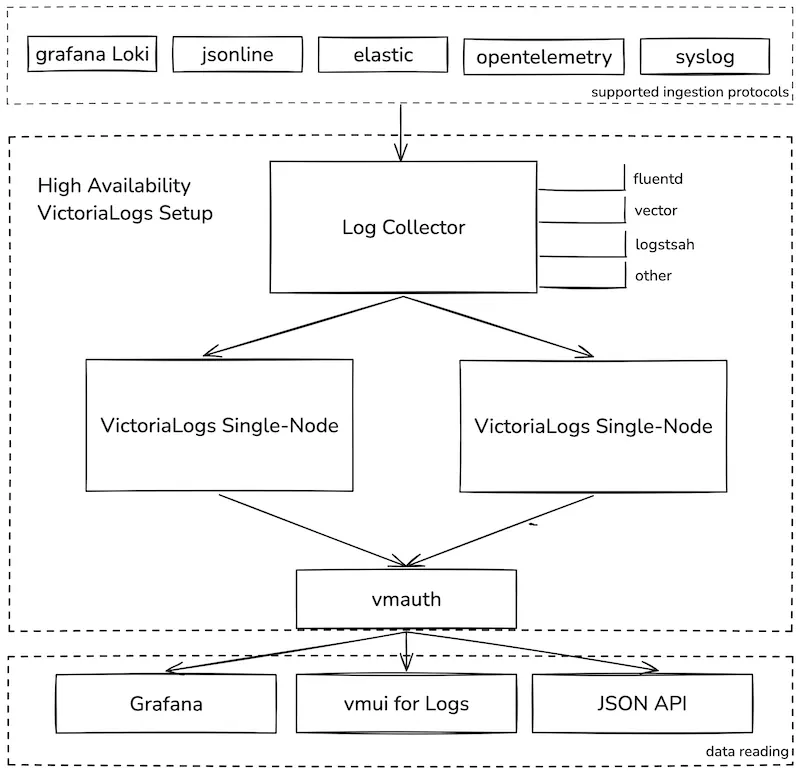 grafana Loki
jsonline
elastic
opentelemetry
syslog
supported ingestion protocols
High Availability
VictoriaLogs Setup
Log Collector
fluentd
vector
logstsah
other
VictoriaLogs Single-Node
VictoriaLogs Single-Node
vmauth
Grafana
vmui for Logs
JSON API
data reading